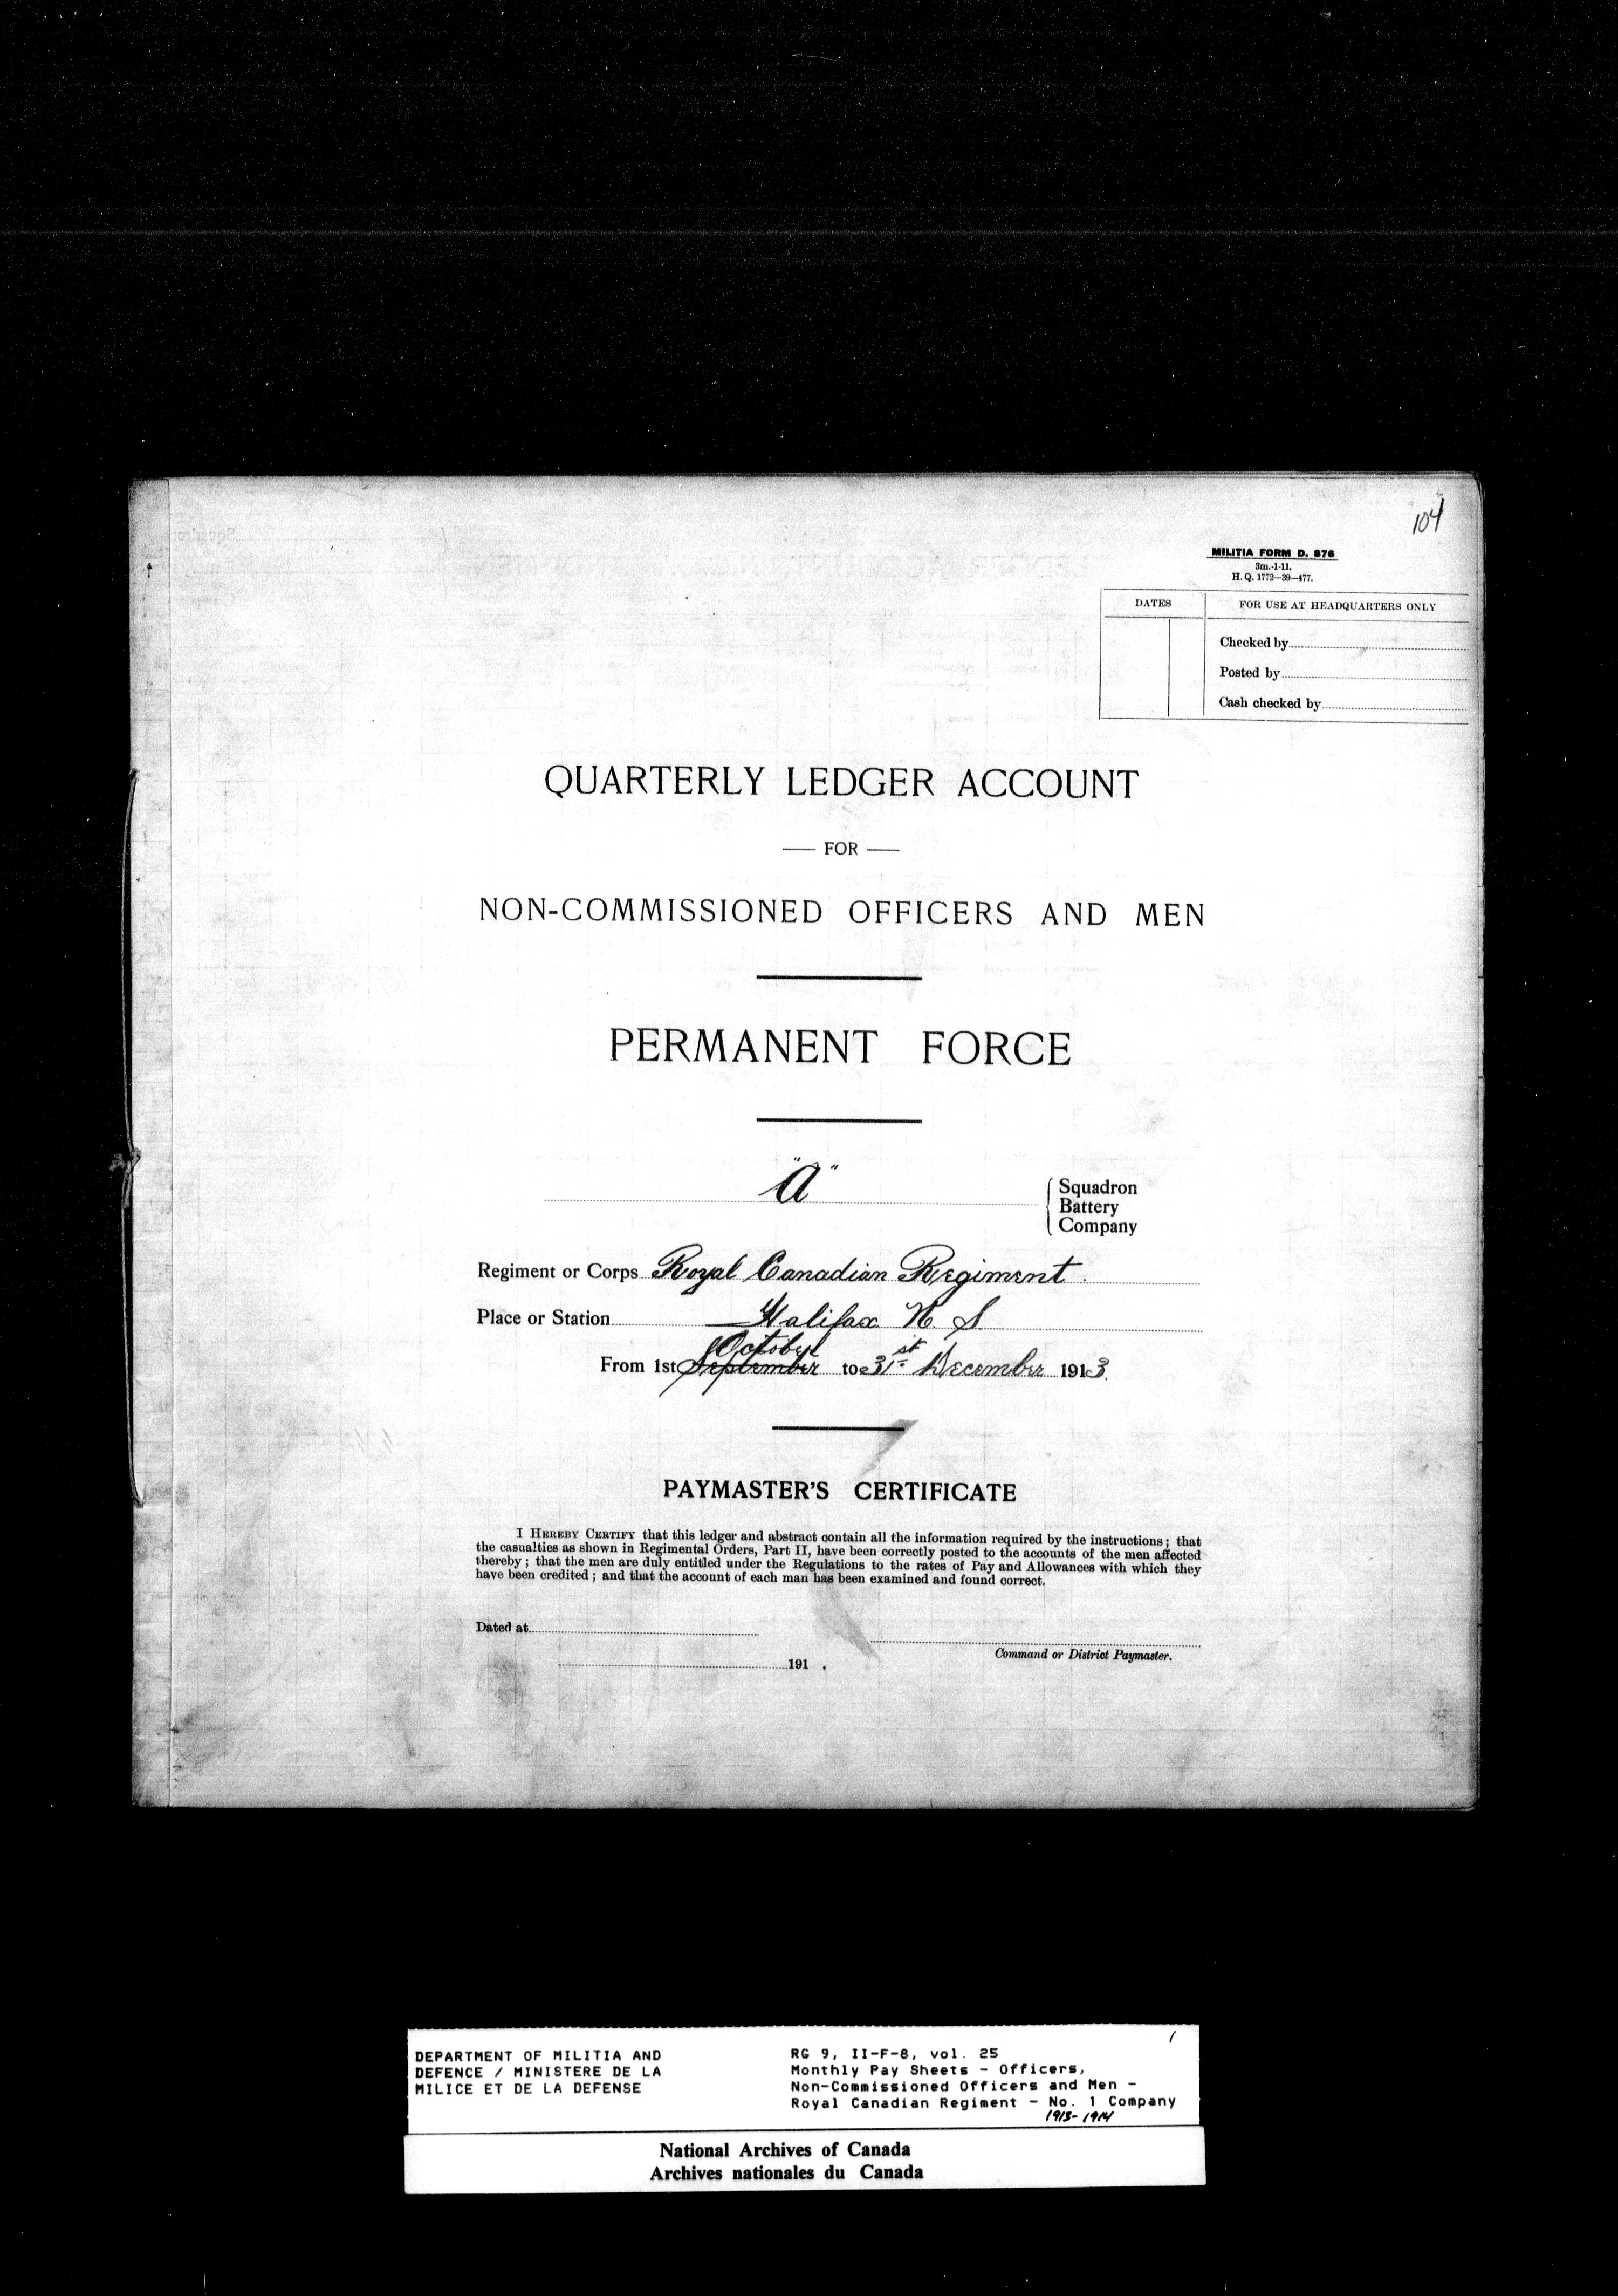 104
MILITIA FORM D. 876
3m.-1-11.
H. Q. 1772—39—477.
DATES
FOR USE AT HEADQUARTERS ONLY
Checked by
Posted by
Cash checked by
QUARTERLY LEDGER ACCOUNT
— FOR —
NON-COMMISSIONED OFFICERS AND MEN
PERMANENT FORCE
"A"
Squadron
Battery
Company
Regiment or Corps Royal Canadian Regiment.
Place or Station Halifax N. S
October
From 1st September to 31st December 1913.
PAYMASTER'S CERTIFICATE
I HEREBY CERTIFY that this ledger and abstract contain all the information required by the instructions; that
the casualties as shown in Regimental Orders, Part II, have been correctly posted to the accounts of the men affected
thereby; that the men are duly entitled under the Regulations to the rates of Pay and Allowances with which they
have been credited; and that the account of each man has been examined and found correct.
Dated at
Command or District Paymaster.
191 .
1
DEPARTMENT OF MILITIA AND
DEFENCE / MINISTERE DE LA
MILICE ET DE LA DEFENSE
RG 9, II-F-8, vol. 25
Monthly Pay Sheets - Officers,
Non-Commissioned Officers and Men -
Royal Canadian Regiment - No. 1 Company
1913-1914
National Archives of Canada
Archives nationales du Canada